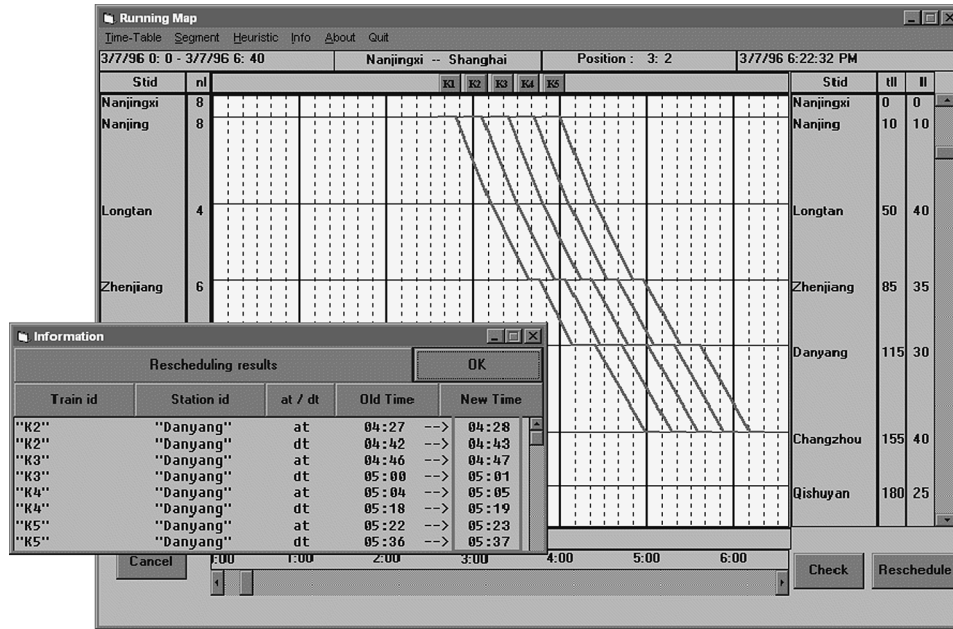 Running Map
Time-Table Segment Heuristic Info About Quit
3/7/96 0: 0 - 3/7/96 6: 40 Nanjingxi -- Shanghai Position : 3: 2 3/7/96 6:22:32 PM
Stid nl K1 K2 K3 K4 K5 Stid tll ll
Nanjingxi 8 Nanjingxi 0 0
Nanjing 8 Nanjing 10 10
Longtan 4 Longtan 50 40
Zhenjiang 6 Zhenjiang 85 35
Danyang 115 30
Changzhou 155 40
Qishuyan 180 25
Information
Rescheduling results OK
Train id Station id at / dt Old Time New Time
"K2" "Danyang" at 04:27 --> 04:28
"K2" "Danyang" dt 04:42 --> 04:43
"K3" "Danyang" at 04:46 --> 04:47
"K3" "Danyang" dt 05:00 --> 05:01
"K4" "Danyang" at 05:04 --> 05:05
"K4" "Danyang" dt 05:18 --> 05:19
"K5" "Danyang" at 05:22 --> 05:23
"K5" "Danyang" dt 05:36 --> 05:37
1:00 2:00 3:00 4:00 5:00 6:00
Cancel Check Reschedule